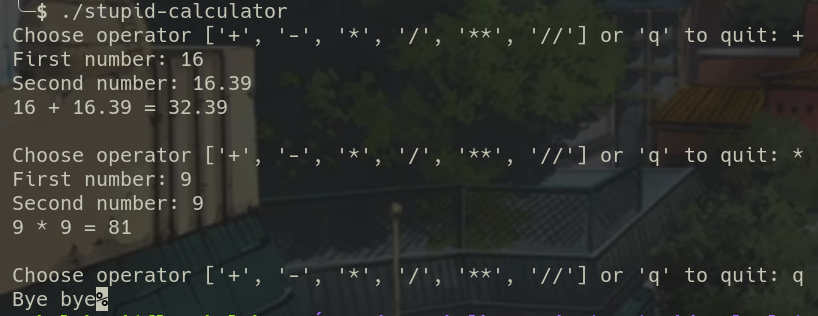 $ ./stupid-calculator
Choose operator ['+', '-', '*', '/', '**', '//'] or 'q' to quit: +
First number: 16
Second number: 16.39
16 + 16.39 = 32.39
Choose operator ['+', '-', '*', '/', '**', '//'] or 'q' to quit: *
First number: 9
Second number: 9
9 * 9 = 81
Choose operator ['+', '-', '*', '/', '**', '//'] or 'q' to quit: q
Bye bye%